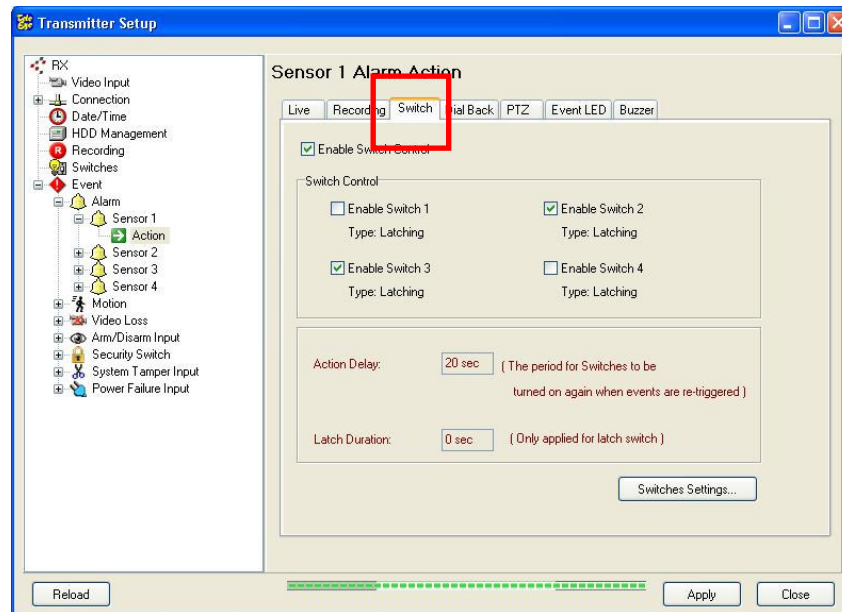 Transmitter Setup
RX
Video Input
Connection
Date/Time
HDD Management
Recording
Switches
Event
Alarm
Sensor 1
Action
Sensor 2
Sensor 3
Sensor 4
Motion
Video Loss
Arm/Disarm Input
Security Switch
System Tamper Input
Power Failure Input
Sensor 1 Alarm Action
Live Recording Switch Dial Back PTZ Event LED Buzzer
Enable Switch Control
Switch Control
Enable Switch 1 Enable Switch 2
Type: Latching Type: Latching
Enable Switch 3 Enable Switch 4
Type: Latching Type: Latching
Action Delay: 20 sec ( The period for Switches to be
turned on again when events are re-triggered )
Latch Duration: 0 sec ( Only applied for latch switch )
Switches Settings...
Reload Apply Close